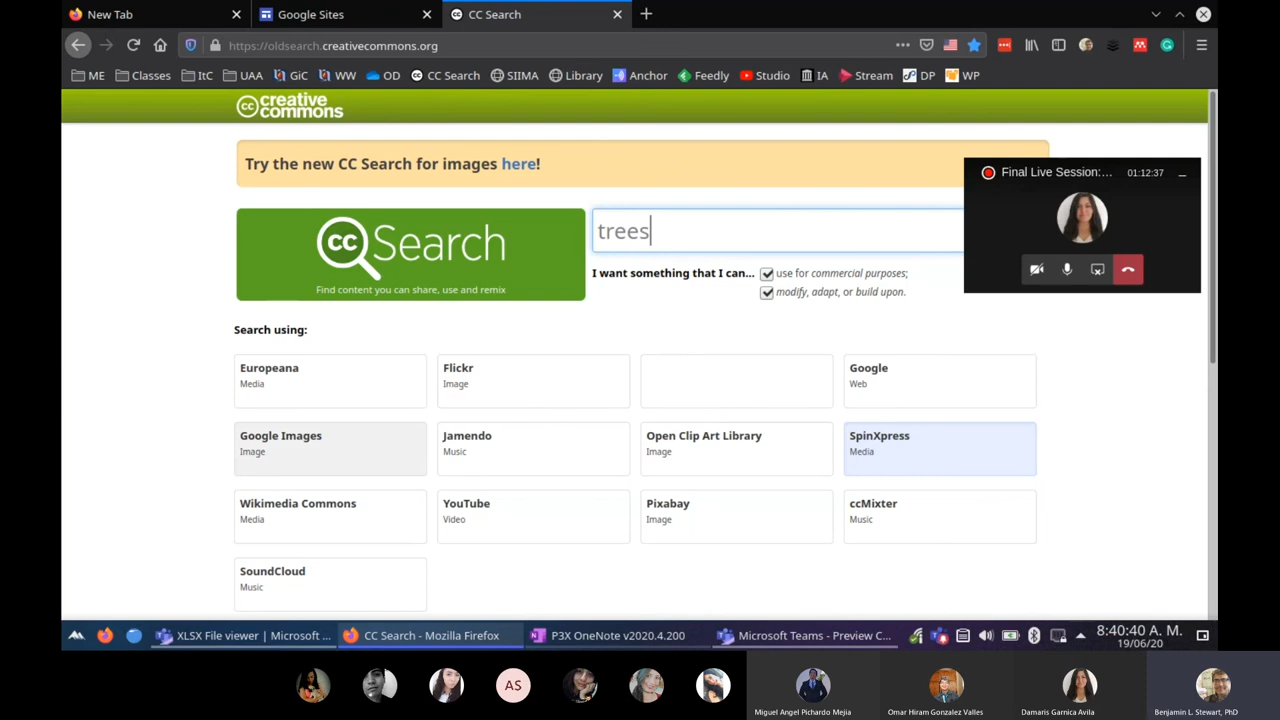 New Tab
Google Sites
CC Search
https://oldsearch.creativecommons.org
ME Classes ItC UAA GiC WW OD CC Search SIIMA Library Anchor Feedly Studio IA Stream DP WP
cc creative commons
Try the new CC Search for images here!
Final Live Session:... 01:12:37
cc Search
Find content you can share, use and remix
trees
I want something that I can... use for commercial purposes;
modify, adapt, or build upon.
Search using:
Europeana
Media
Flickr
Image
Google
Web
Google Images
Image
Jamendo
Music
Open Clip Art Library
Image
SpinXpress
Media
Wikimedia Commons
Media
YouTube
Video
Pixabay
Image
ccMixter
Music
SoundCloud
Music
XLSX File viewer | Microsoft ...
CC Search - Mozilla Firefox
P3X OneNote v2020.4.200
Microsoft Teams - Preview C...
8:40:40 A. M.
19/06/20
AS
Miguel Angel Pichardo Mejia
Omar Hiram Gonzalez Valles
Damaris Garnica Avila
Benjamin L. Stewart, PhD